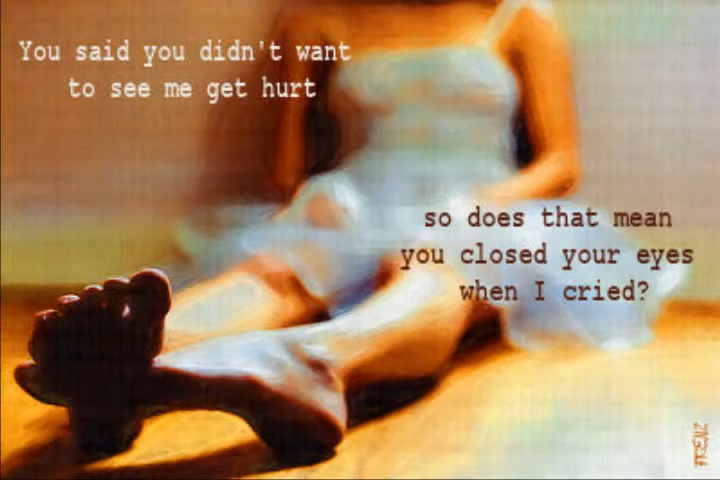 You said you didn't want
to see me get hurt
so does that mean
you closed your eyes
when I cried?